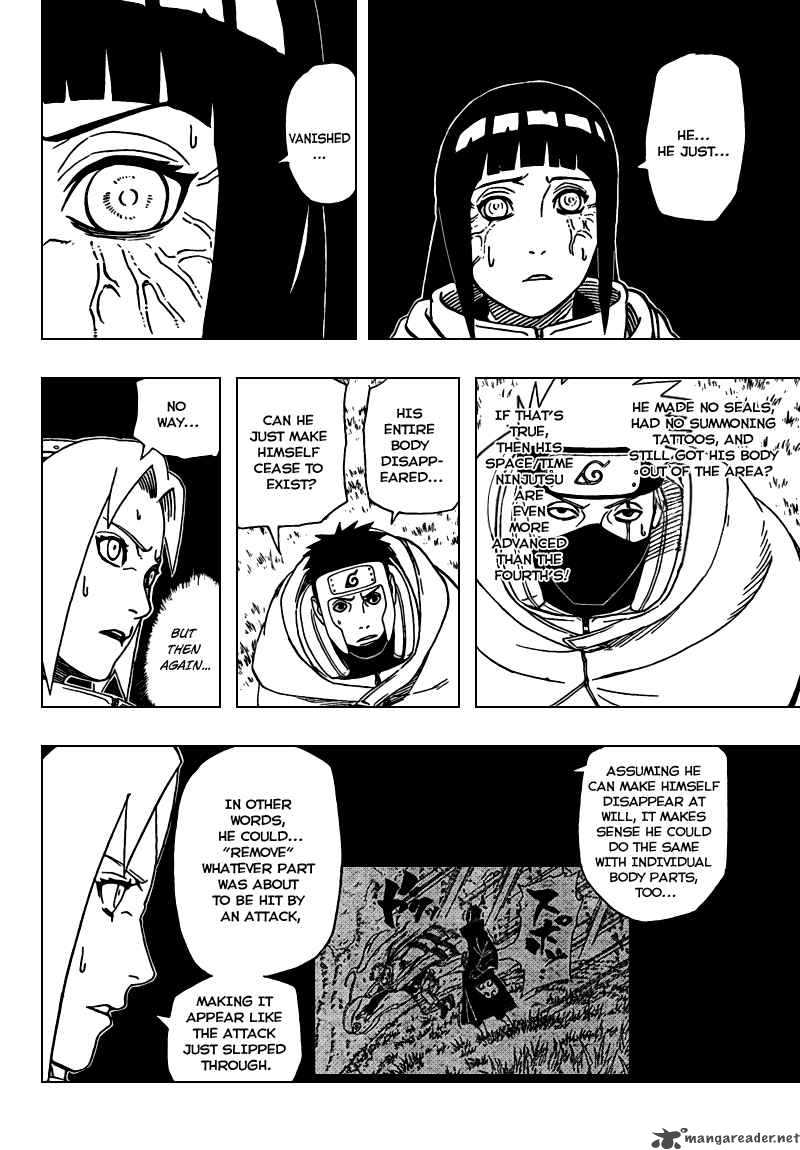 HE...
HE JUST...
VANISHED
...
HE MADE NO SEALS,
HAD NO SUMMONING
TATTOOS, AND
STILL GOT HIS BODY
OUT OF THE AREA?
IF THAT'S
TRUE,
THEN HIS
SPACE/TIME
NINJUTSU
ARE
EVEN
MORE
ADVANCED
THAN THE
FOURTH'S!
HIS
ENTIRE
BODY
DISAPP-
EARED...
CAN HE
JUST MAKE
HIMSELF
CEASE TO
EXIST?
NO
WAY...
BUT
THEN
AGAIN...
ASSUMING HE
CAN MAKE HIMSELF
DISAPPEAR AT
WILL, IT MAKES
SENSE HE COULD
DO THE SAME
WITH INDIVIDUAL
BODY PARTS,
TOO...
スポ
IN OTHER
WORDS,
HE COULD...
"REMOVE"
WHATEVER PART
WAS ABOUT
TO BE HIT BY
AN ATTACK,
MAKING IT
APPEAR LIKE
THE ATTACK
JUST SLIPPED
THROUGH.
mangareader.net